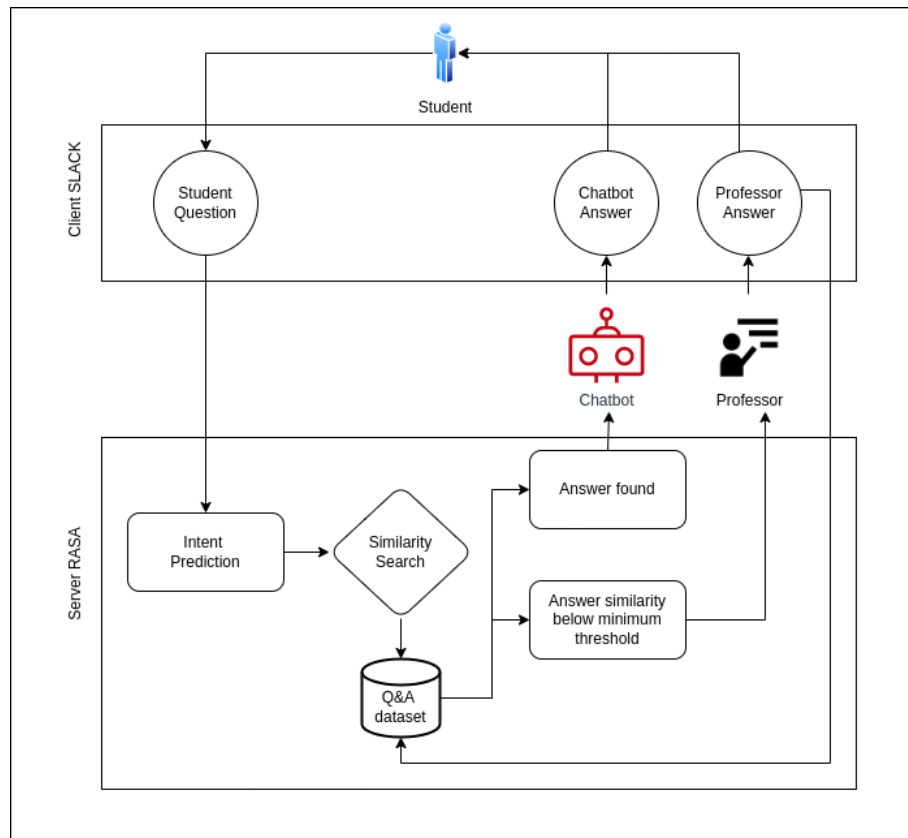 Student
Client SLACK
Student
Question
Chatbot
Answer
Professor
Answer
Chatbot
Professor
Server RASA
Answer found
Intent
Prediction
Similarity
Search
Answer similarity
below minimum
threshold
Q&A
dataset